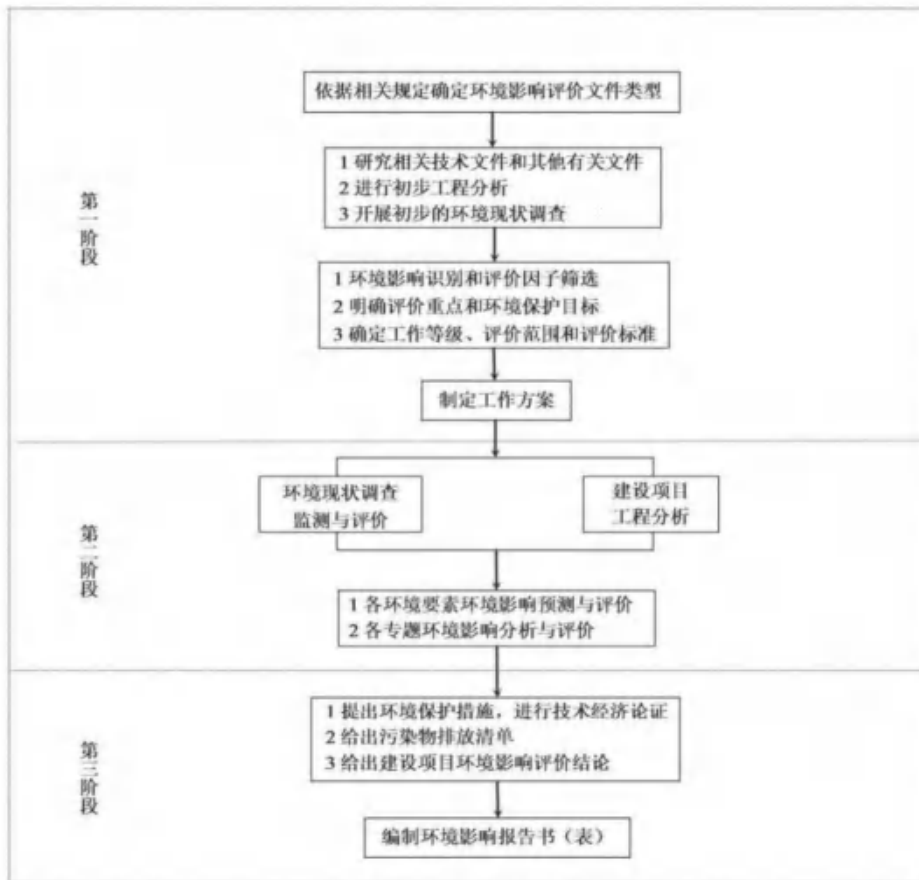 依据相关规定确定环境影响评价文件类型
1 研究相关技术文件和其他有关文件
2 进行初步工程分析
3 开展初步的环境现状调查
第一阶段
1 环境影响识别和评价因子筛选
2 明确评价重点和环境保护目标
3 确定工作等级、评价范围和评价标准
制定工作方案
环境现状调查
监测与评价
建设项目
工程分析
第二阶段
1 各环境要素环境影响预测与评价
2 各专题环境影响分析与评价
1 提出环境保护措施，进行技术经济论证
2 给出污染物排放清单
3 给出建设项目环境影响评价结论
第三阶段
编制环境影响报告书（表）